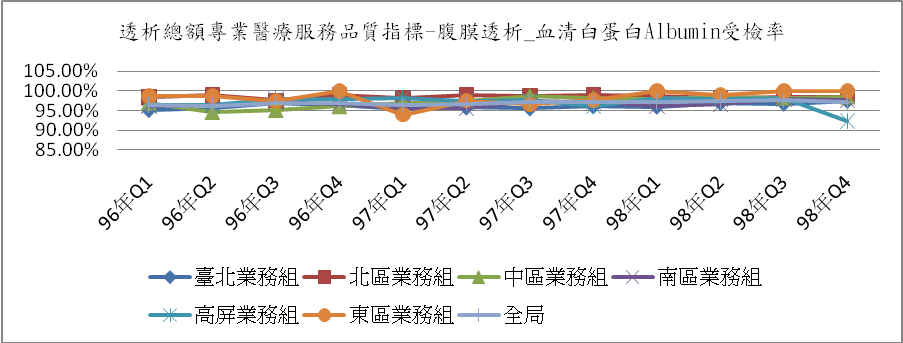 透析總額專業醫療服務品質指標-腹膜透析_血清白蛋白Albumin受檢率
105.00%
100.00%
95.00%
90.00%
85.00%
96年Q1 96年Q2 96年Q3 96年Q4 97年Q1 97年Q2 97年Q3 97年Q4 98年Q1 98年Q2 98年Q3 98年Q4
臺北業務組 北區業務組 中區業務組 南區業務組
高屏業務組 東區業務組 全局